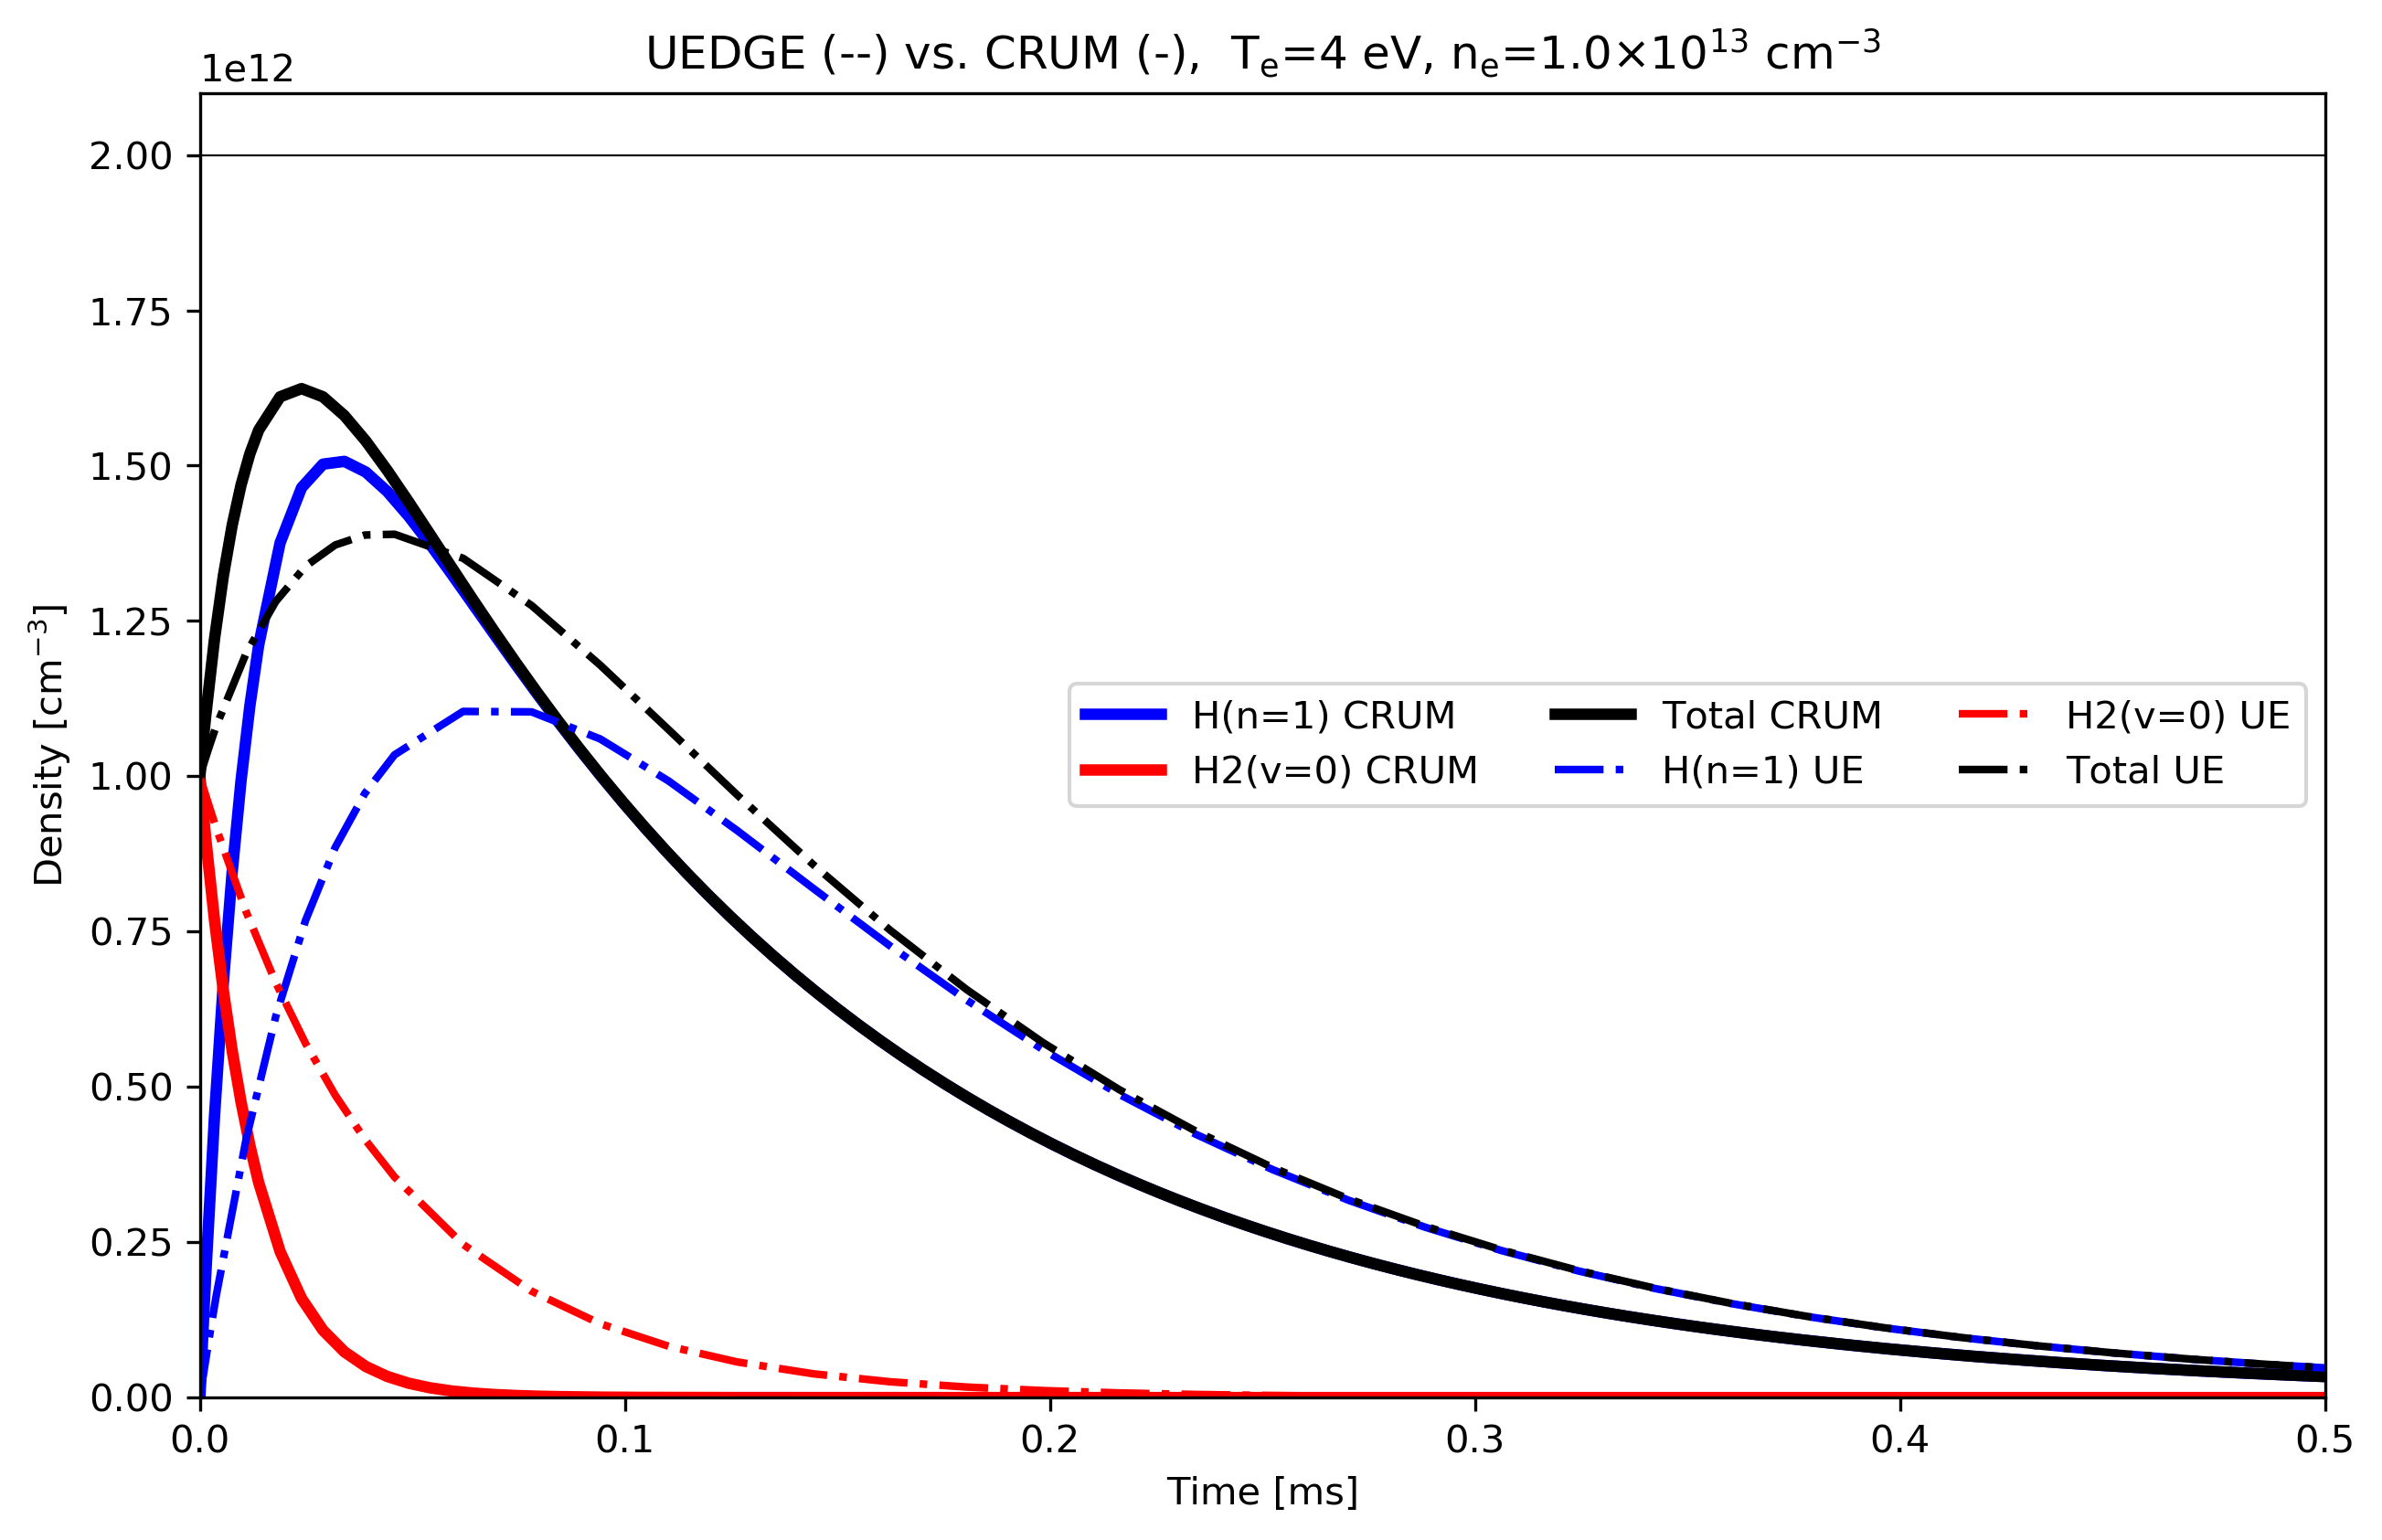 UEDGE (--) vs. CRUM (-),  Tₑ=4 eV, nₑ=1.0×10¹³ cm⁻³
1e12
2.00
1.75
1.50
1.25
1.00
0.75
0.50
0.25
0.00
Density [cm⁻³]
H(n=1) CRUM
H2(v=0) CRUM
Total CRUM
H(n=1) UE
H2(v=0) UE
Total UE
0.0 0.1 0.2 0.3 0.4 0.5
Time [ms]